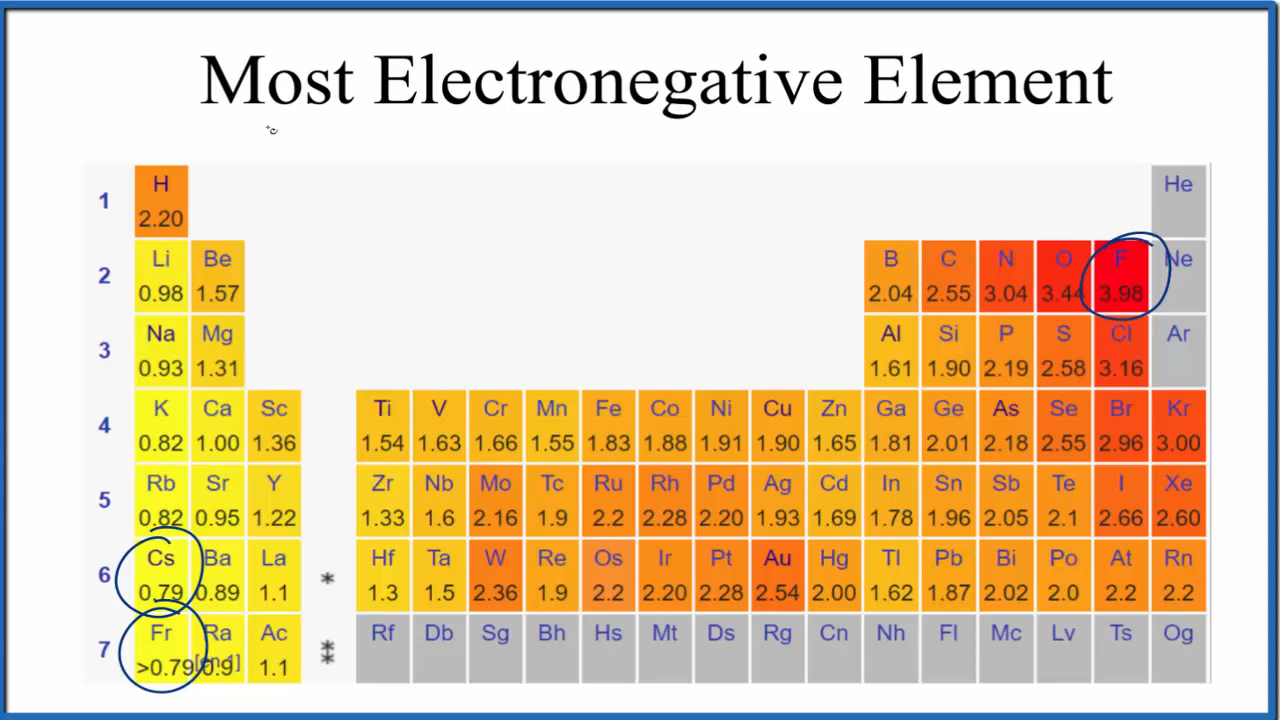 Most Electronegative Element
H He
1
2.20
Li Be B C N O F Ne
2
0.98 1.57 2.04 2.55 3.04 3.44 3.98
Na Mg Al Si P S Cl Ar
3
0.93 1.31 1.61 1.90 2.19 2.58 3.16
K Ca Sc Ti V Cr Mn Fe Co Ni Cu Zn Ga Ge As Se Br Kr
4
0.82 1.00 1.36 1.54 1.63 1.66 1.55 1.83 1.88 1.91 1.90 1.65 1.81 2.01 2.18 2.55 2.96 3.00
Rb Sr Y Zr Nb Mo Tc Ru Rh Pd Ag Cd In Sn Sb Te I Xe
5
0.82 0.95 1.22 1.33 1.6 2.16 1.9 2.2 2.28 2.20 1.93 1.69 1.78 1.96 2.05 2.1 2.66 2.60
Cs Ba La Hf Ta W Re Os Ir Pt Au Hg Tl Pb Bi Po At Rn
6 *
0.79 0.89 1.1 1.3 1.5 2.36 1.9 2.2 2.20 2.28 2.54 2.00 1.62 1.87 2.02 2.0 2.2 2.2
Fr Ra Ac Rf Db Sg Bh Hs Mt Ds Rg Cn Nh Fl Mc Lv Ts Og
7 **
>0.79 0.9 1.1